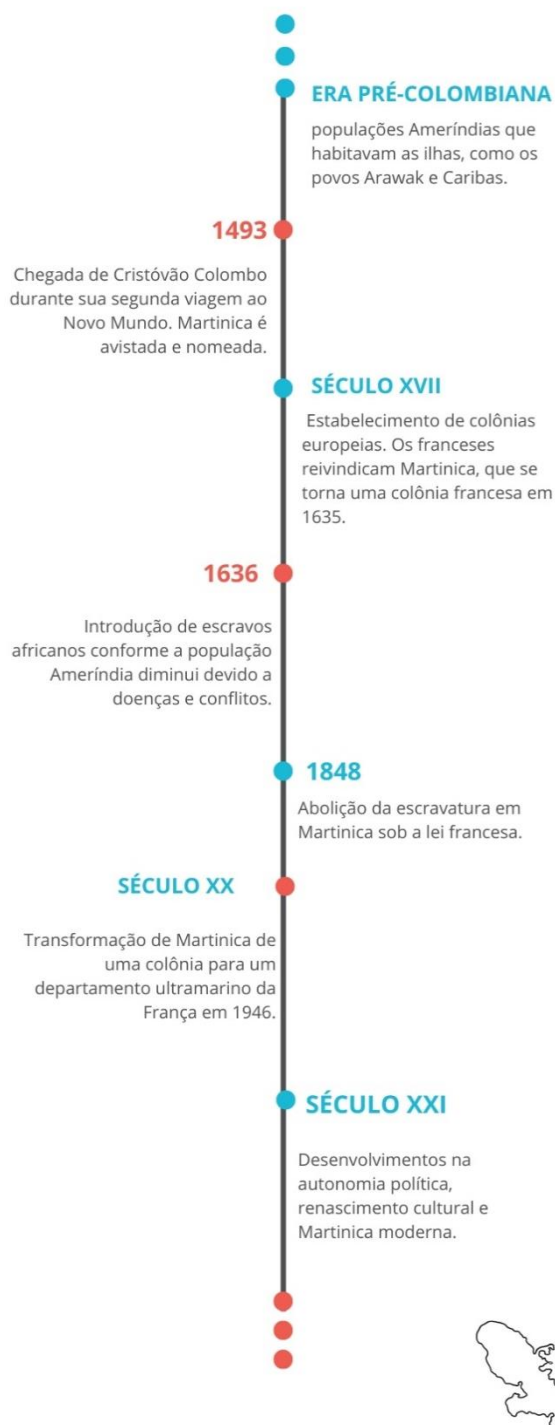 ERA PRÉ-COLOMBIANA
populações Ameríndias que
habitavam as ilhas, como os
povos Arawak e Caribas.
1493
Chegada de Cristóvão Colombo
durante sua segunda viagem ao
Novo Mundo. Martinica é
avistada e nomeada.
SÉCULO XVII
Estabelecimento de colônias
europeias. Os franceses
reivindicam Martinica, que se
torna uma colônia francesa em
1635.
1636
Introdução de escravos
africanos conforme a população
Ameríndia diminui devido a
doenças e conflitos.
1848
Abolição da escravatura em
Martinica sob a lei francesa.
SÉCULO XX
Transformação de Martinica de
uma colônia para um
departamento ultramarino da
França em 1946.
SÉCULO XXI
Desenvolvimentos na
autonomia política,
renascimento cultural e
Martinica moderna.